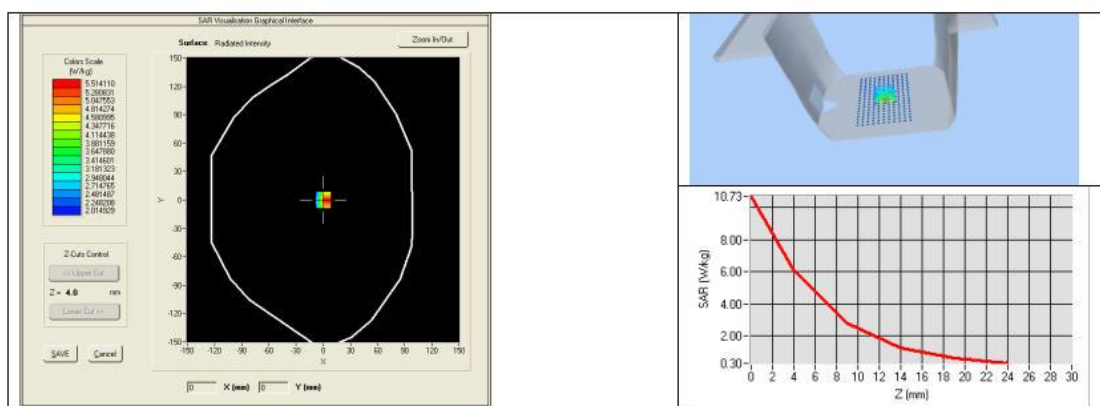 SAR Visualisation Graphical Interface
Surface Radiated Intensity
Zoom In/Out
Colors Scale
(W/kg)
5.514110
5.280831
5.047553
4.814274
4.580995
4.347716
4.114438
3.881159
3.647880
3.414601
3.181323
2.948044
2.714765
2.481487
2.248208
2.014929
Z-Cuts Control
<< Upper Cut
Z = 4.0 mm
Lower Cut >>
SAVE Cancel
150
120
90
60
30
0
-30
-60
-90
-120
-150
Y
-150 -120 -90 -60 -30 0 30 60 90 120 150
X
0 X (mm) 0 Y (mm)
10.73
8.00
6.00
4.00
2.00
0.30
SAR (W/kg)
0 2 4 6 8 10 12 14 16 18 20 22 24 26 28 30
Z (mm)